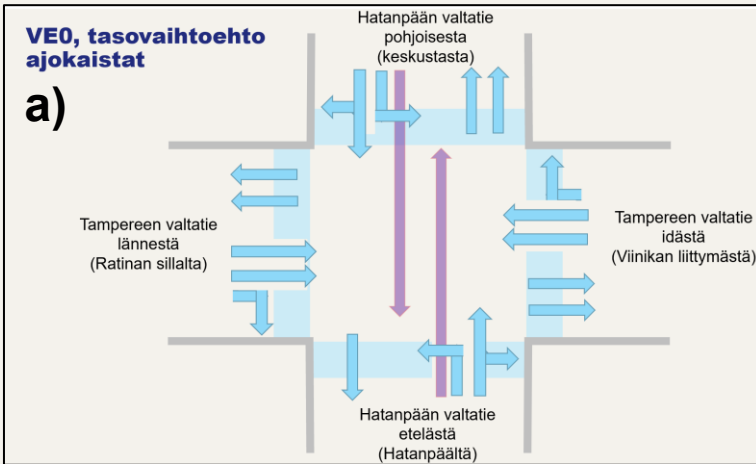 VE0, tasovaihtoehto
ajokaistat
a)
Hatanpään valtatie
pohjoisesta
(keskustasta)
Tampereen valtatie
lännestä
(Ratinan sillalta)
Tampereen valtatie
idästä
(Viinikan liittymästä)
Hatanpään valtatie
etelästä
(Hatanpäältä)